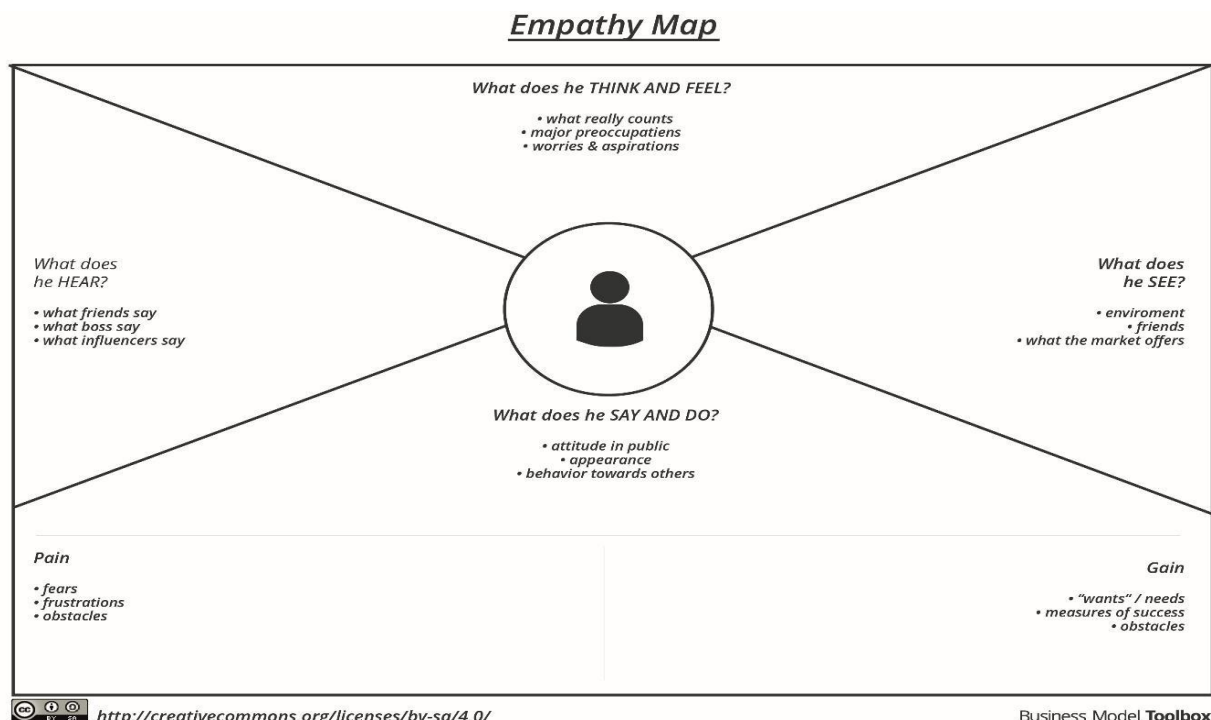 Empathy Map
What does he THINK AND FEEL?
• what really counts
• major preoccupatiens
• worries & aspirations
What does
he HEAR?
• what friends say
• what boss say
• what influencers say
What does
he SEE?
• enviroment
• friends
• what the market offers
What does he SAY AND DO?
• attitude in public
• appearance
• behavior towards others
Pain
• fears
• frustrations
• obstacles
Gain
• “wants” / needs
• measures of success
• obstacles
cc BY SA
http://creativecommons.org/licenses/by-sa/4.0/
Business Model Toolbox